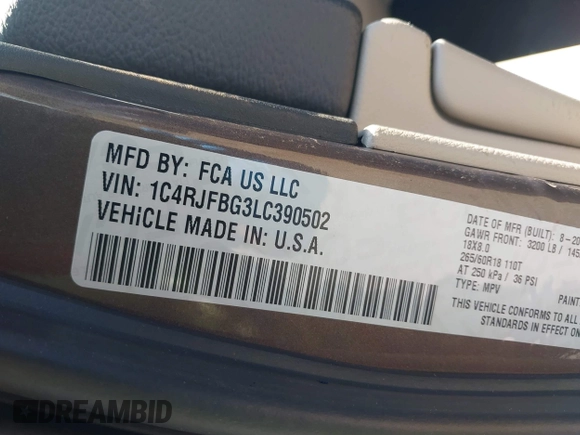 MFD BY: FCA US LLC
VIN: 1C4RJFBG3LC390502
VEHICLE MADE IN: U.S.A.
DATE OF MFR (BUILT): 8-20
GAWR FRONT: 3200 LB / 145
18X8.0
265/60R18 110T
AT 250 kPa / 36 PSI
TYPE: MPV
PAINT
THIS VEHICLE CONFORMS TO ALL
STANDARDS IN EFFECT ON
DREAMBID